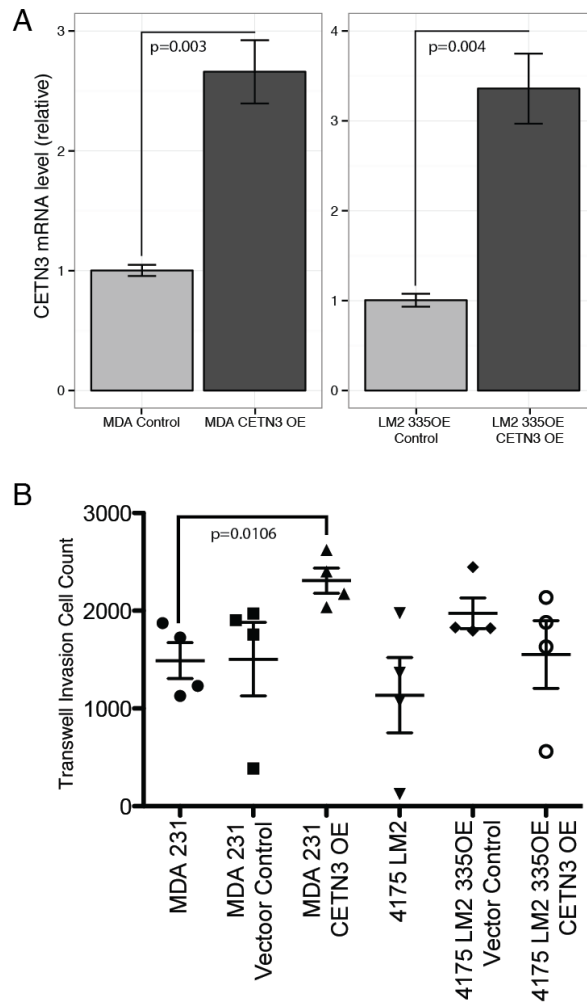 A
CETN3 mRNA level (relative)
3
2
1
0
p=0.003
MDA Control
MDA CETN3 OE
4
3
2
1
0
p=0.004
LM2 335OE
Control
LM2 335OE
CETN3 OE
B
Transwell Invasion Cell Count
3000
2000
1000
0
p=0.0106
MDA 231
MDA 231
Vectoor Control
MDA 231
CETN3 OE
4175 LM2
4175 LM2 335OE
Vector Control
4175 LM2 335OE
CETN3 OE